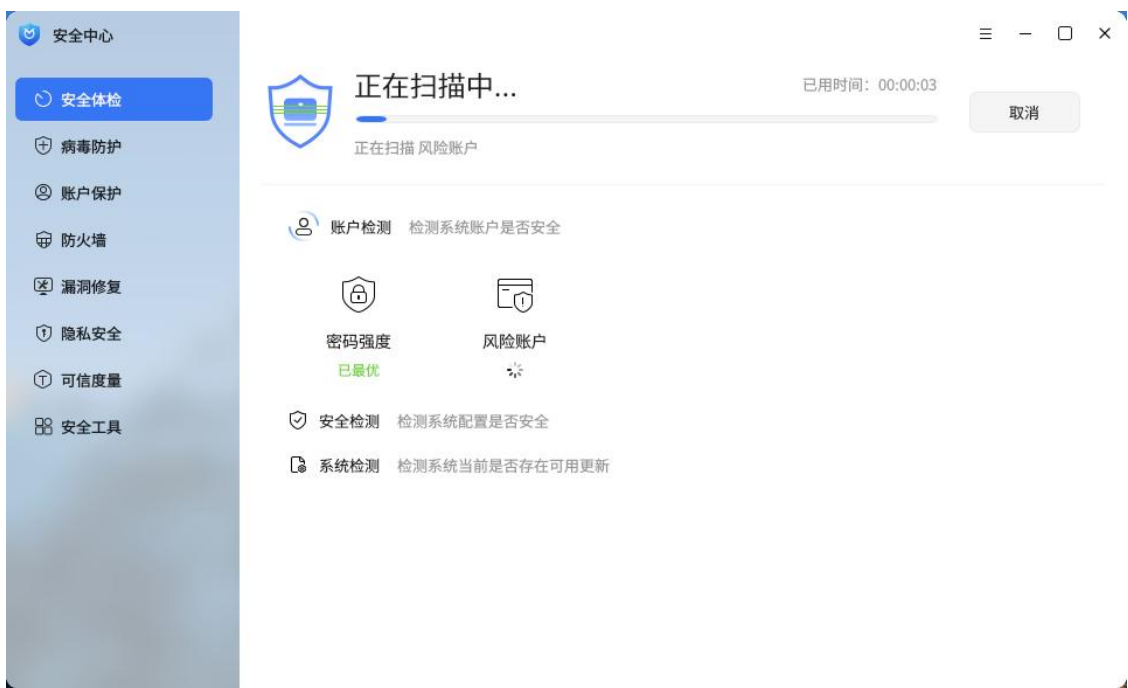 安全中心
安全体检
病毒防护
账户保护
防火墙
漏洞修复
隐私安全
可信度量
安全工具
正在扫描中...
已用时间：00:00:03
取消
正在扫描 风险账户
账户检测 检测系统账户是否安全
密码强度 风险账户
已最优
安全检测 检测系统配置是否安全
系统检测 检测系统当前是否存在可用更新